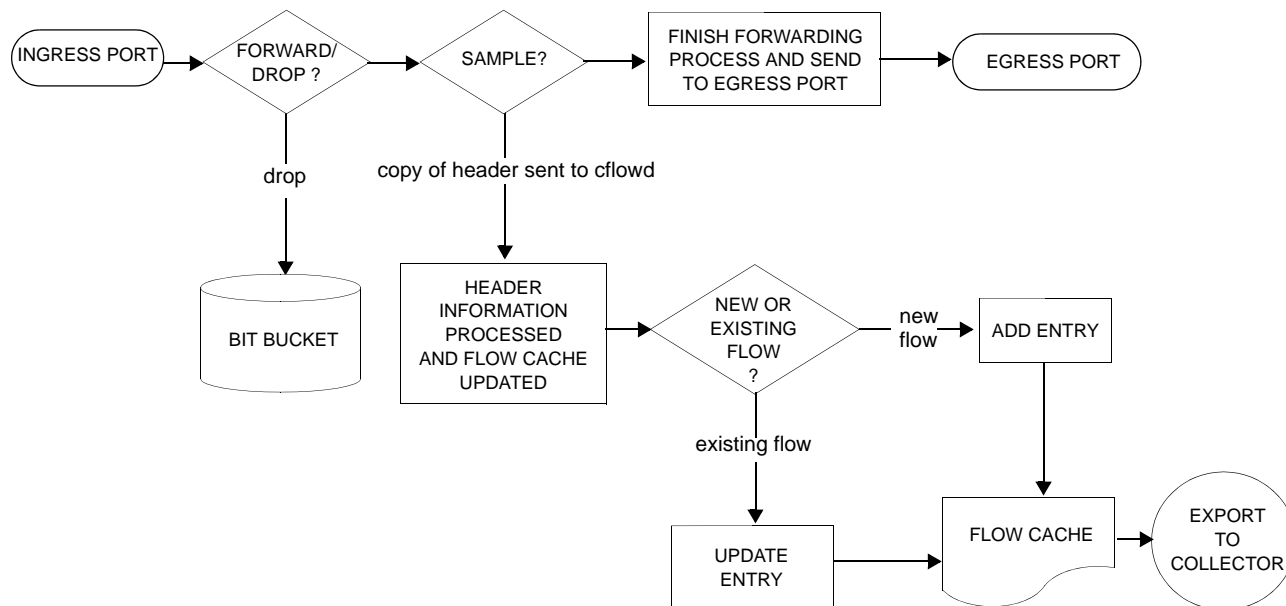 INGRESS PORT
FORWARD/
DROP ?
SAMPLE?
FINISH FORWARDING
PROCESS AND SEND
TO EGRESS PORT
EGRESS PORT
drop
copy of header sent to cflowd
BIT BUCKET
HEADER
INFORMATION
PROCESSED
AND FLOW CACHE
UPDATED
NEW OR
EXISTING
FLOW
?
new
flow
ADD ENTRY
existing flow
UPDATE
ENTRY
FLOW CACHE
EXPORT
TO
COLLECTOR